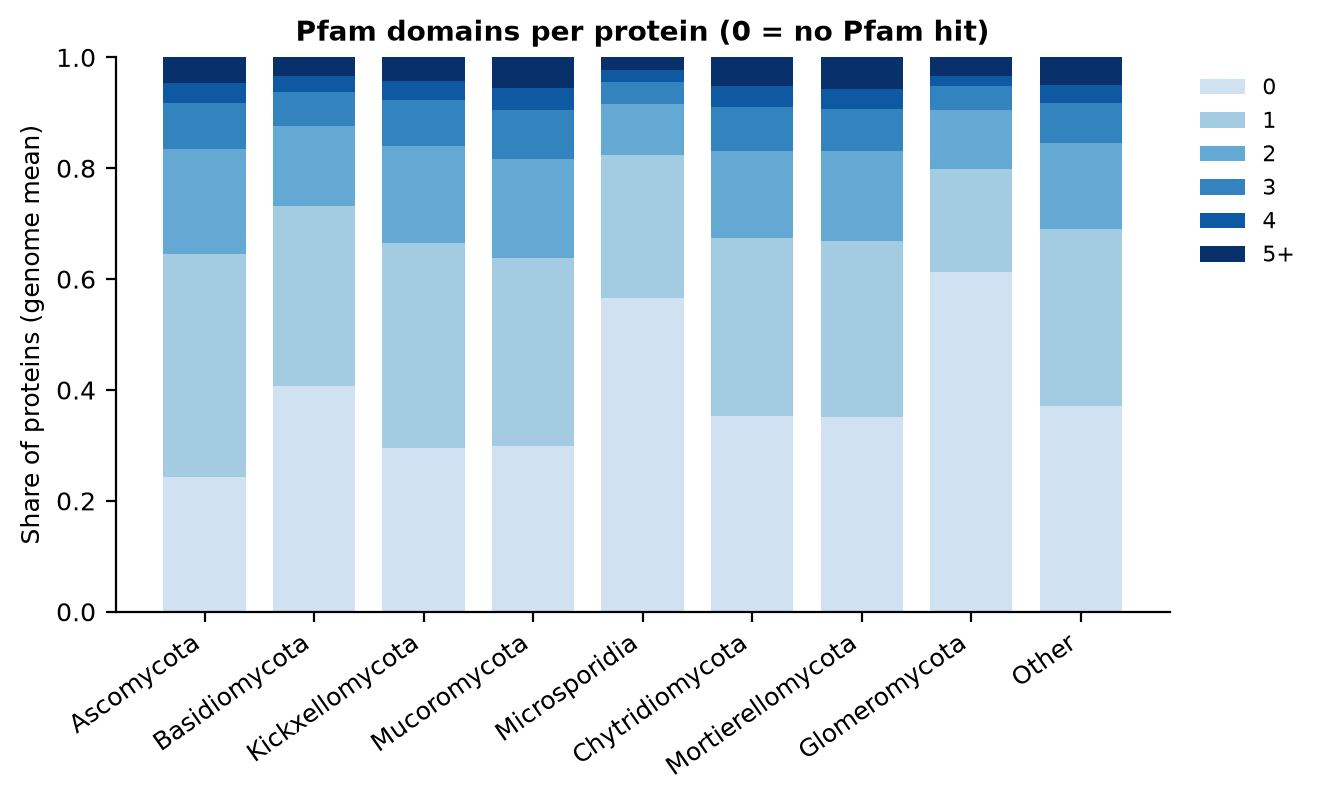 Pfam domains per protein (0 = no Pfam hit)
Share of proteins (genome mean)
1.0
0.8
0.6
0.4
0.2
0.0
Ascomycota
Basidiomycota
Kickxellomycota
Mucoromycota
Microsporidia
Chytridiomycota
Mortierellomycota
Glomeromycota
Other
0
1
2
3
4
5+